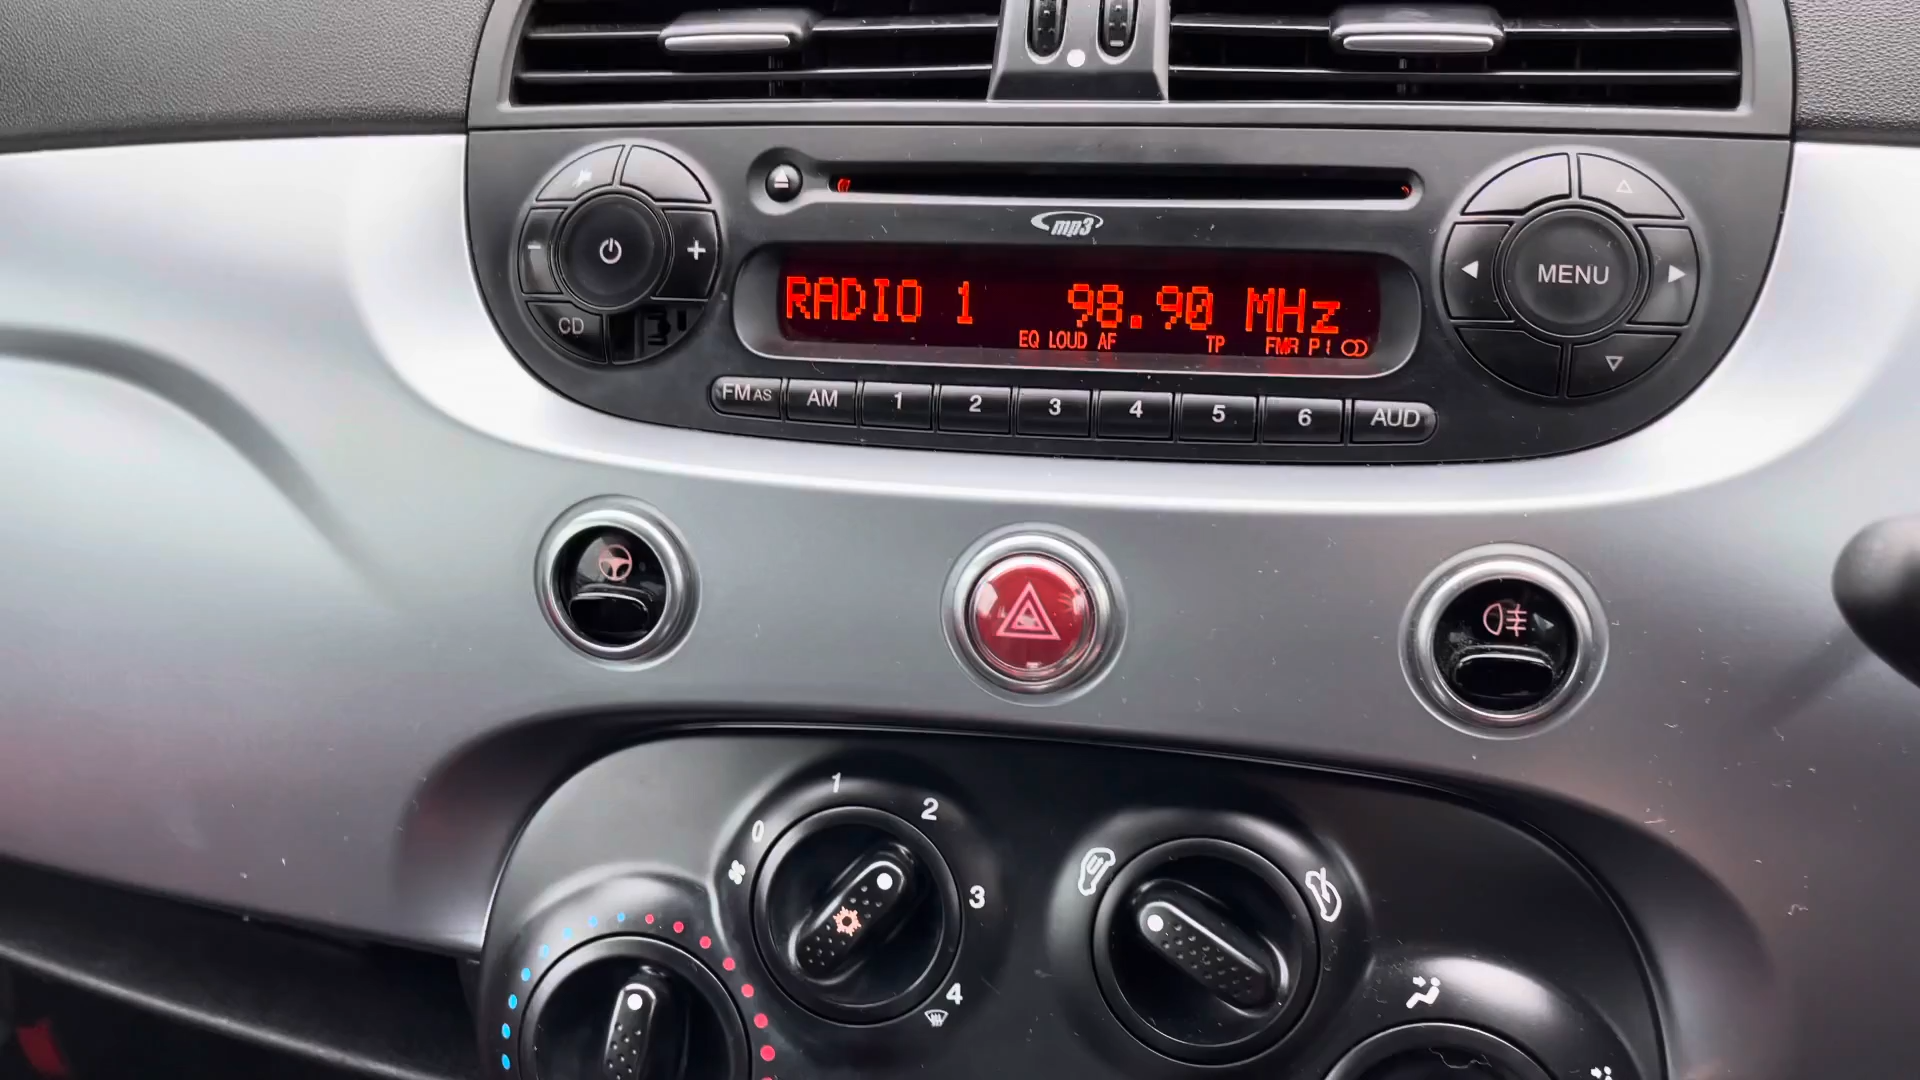 mp3
RADIO 1 98.90 MHz
EQ LOUD AF TP FMR P1
CD
MENU
FM AS AM 1 2 3 4 5 6 AUD
0 1 2 3 4